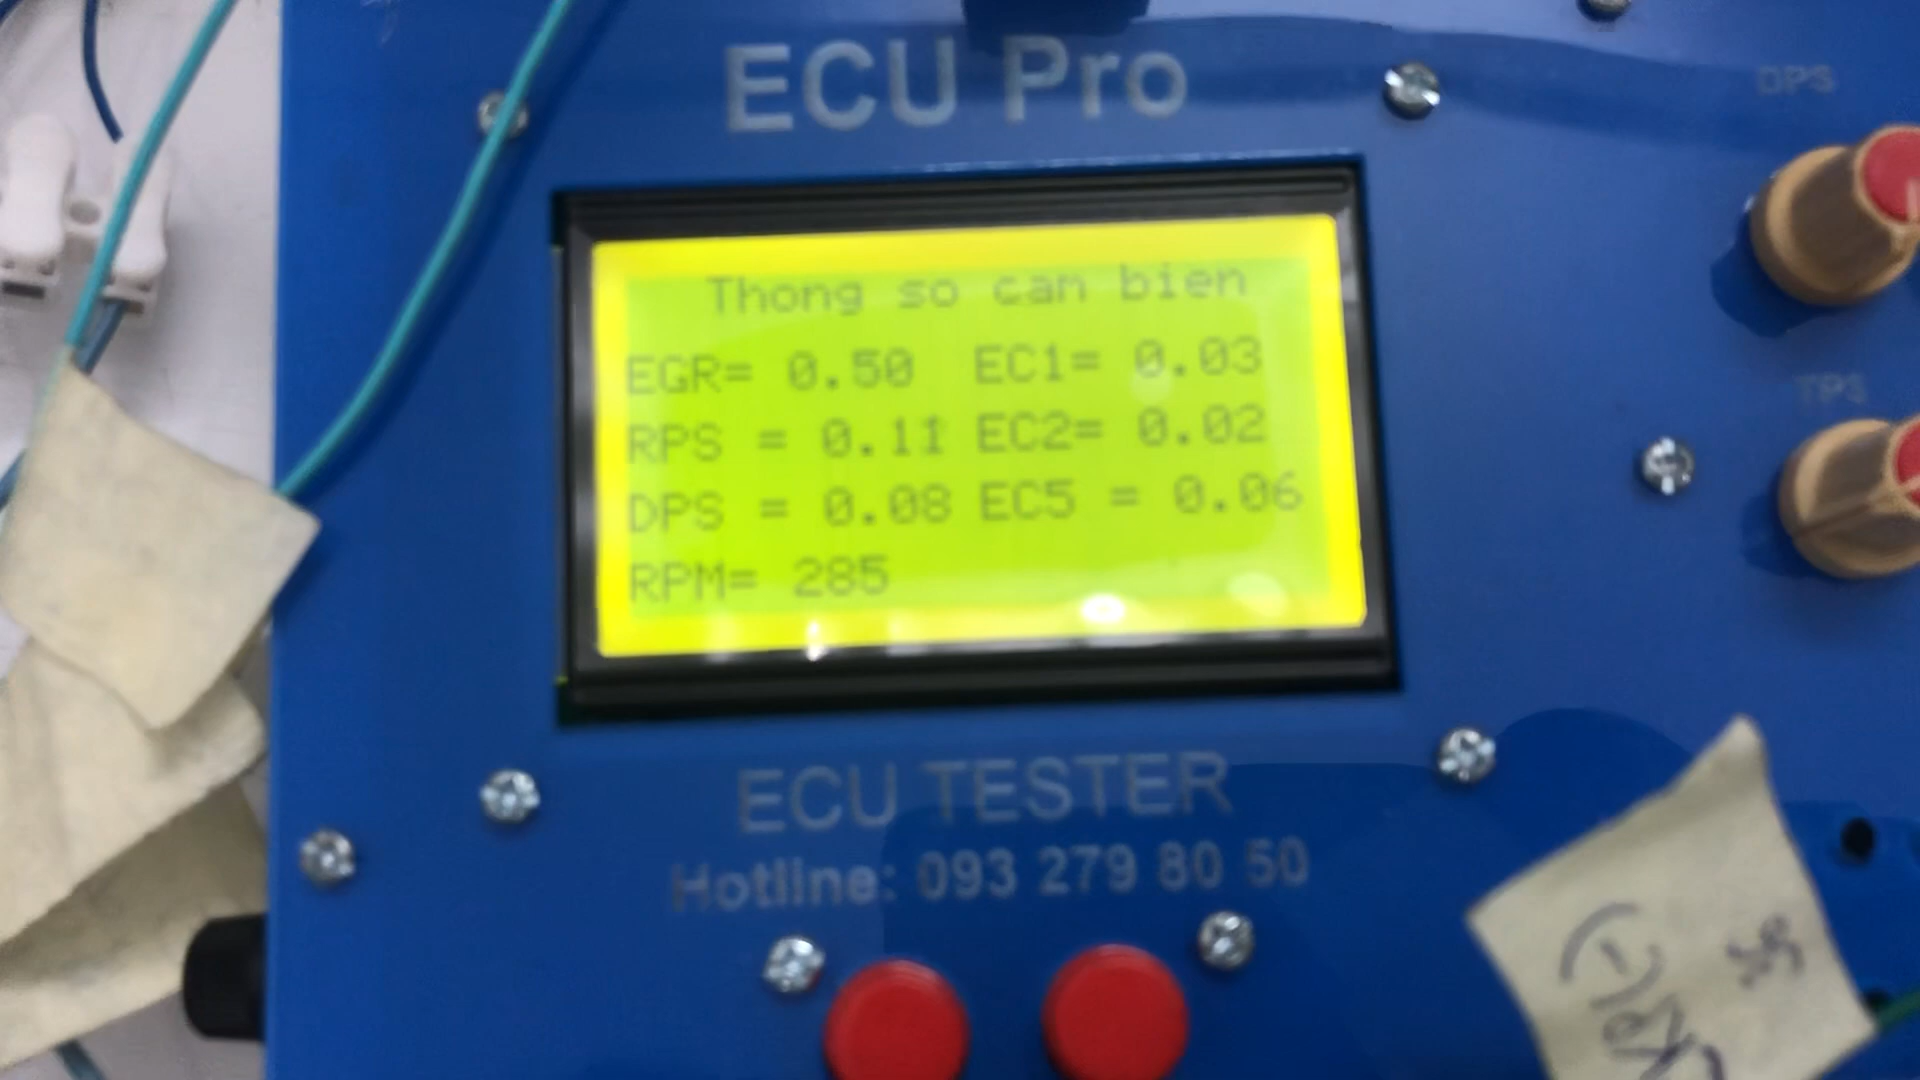 ECU Pro
DPS
Thong so cam bien
EGR= 0.50 EC1= 0.03
RPS = 0.11 EC2= 0.02
TPS
DPS = 0.08 EC5 = 0.06
RPM= 285
ECU TESTER
Hotline: 093 279 80 50